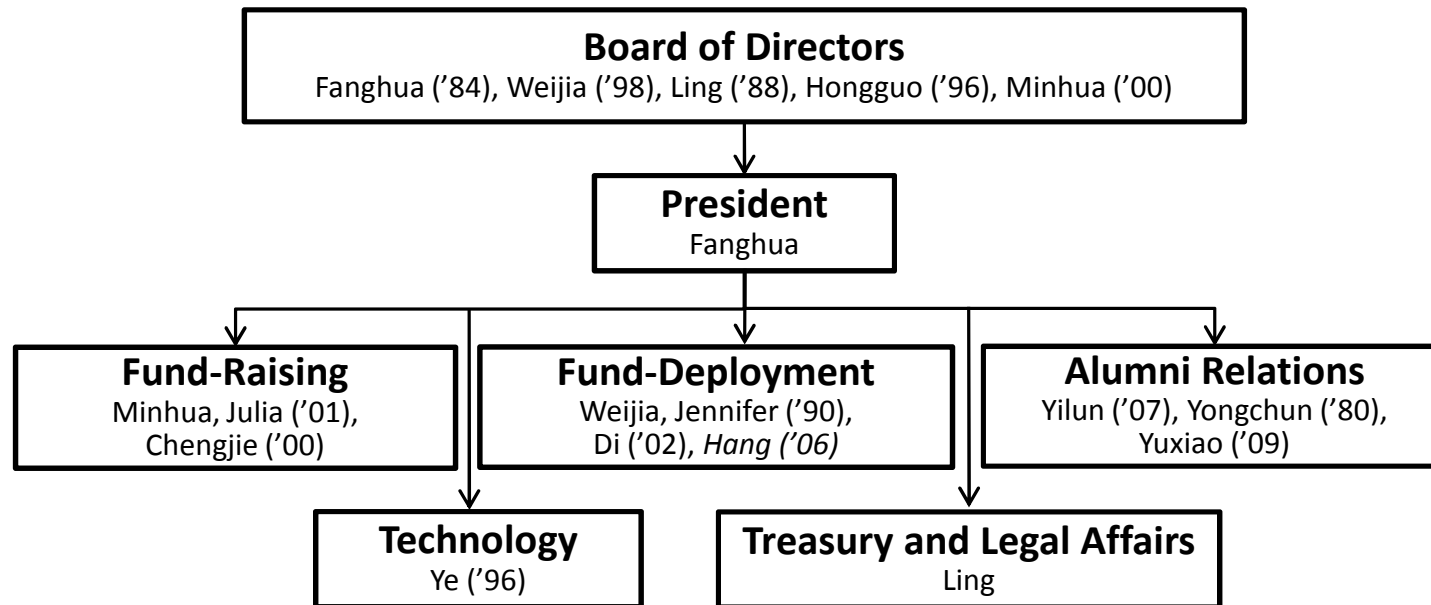 Board of Directors
Fanghua (’84), Weijia (’98), Ling (’88), Hongguo (’96), Minhua (’00)
President
Fanghua
Fund-Raising
Minhua, Julia (’01),
Chengjie (’00)
Fund-Deployment
Weijia, Jennifer (’90),
Di (’02), Hang (’06)
Alumni Relations
Yilun (’07), Yongchun (’80),
Yuxiao (’09)
Technology
Ye (’96)
Treasury and Legal Affairs
Ling